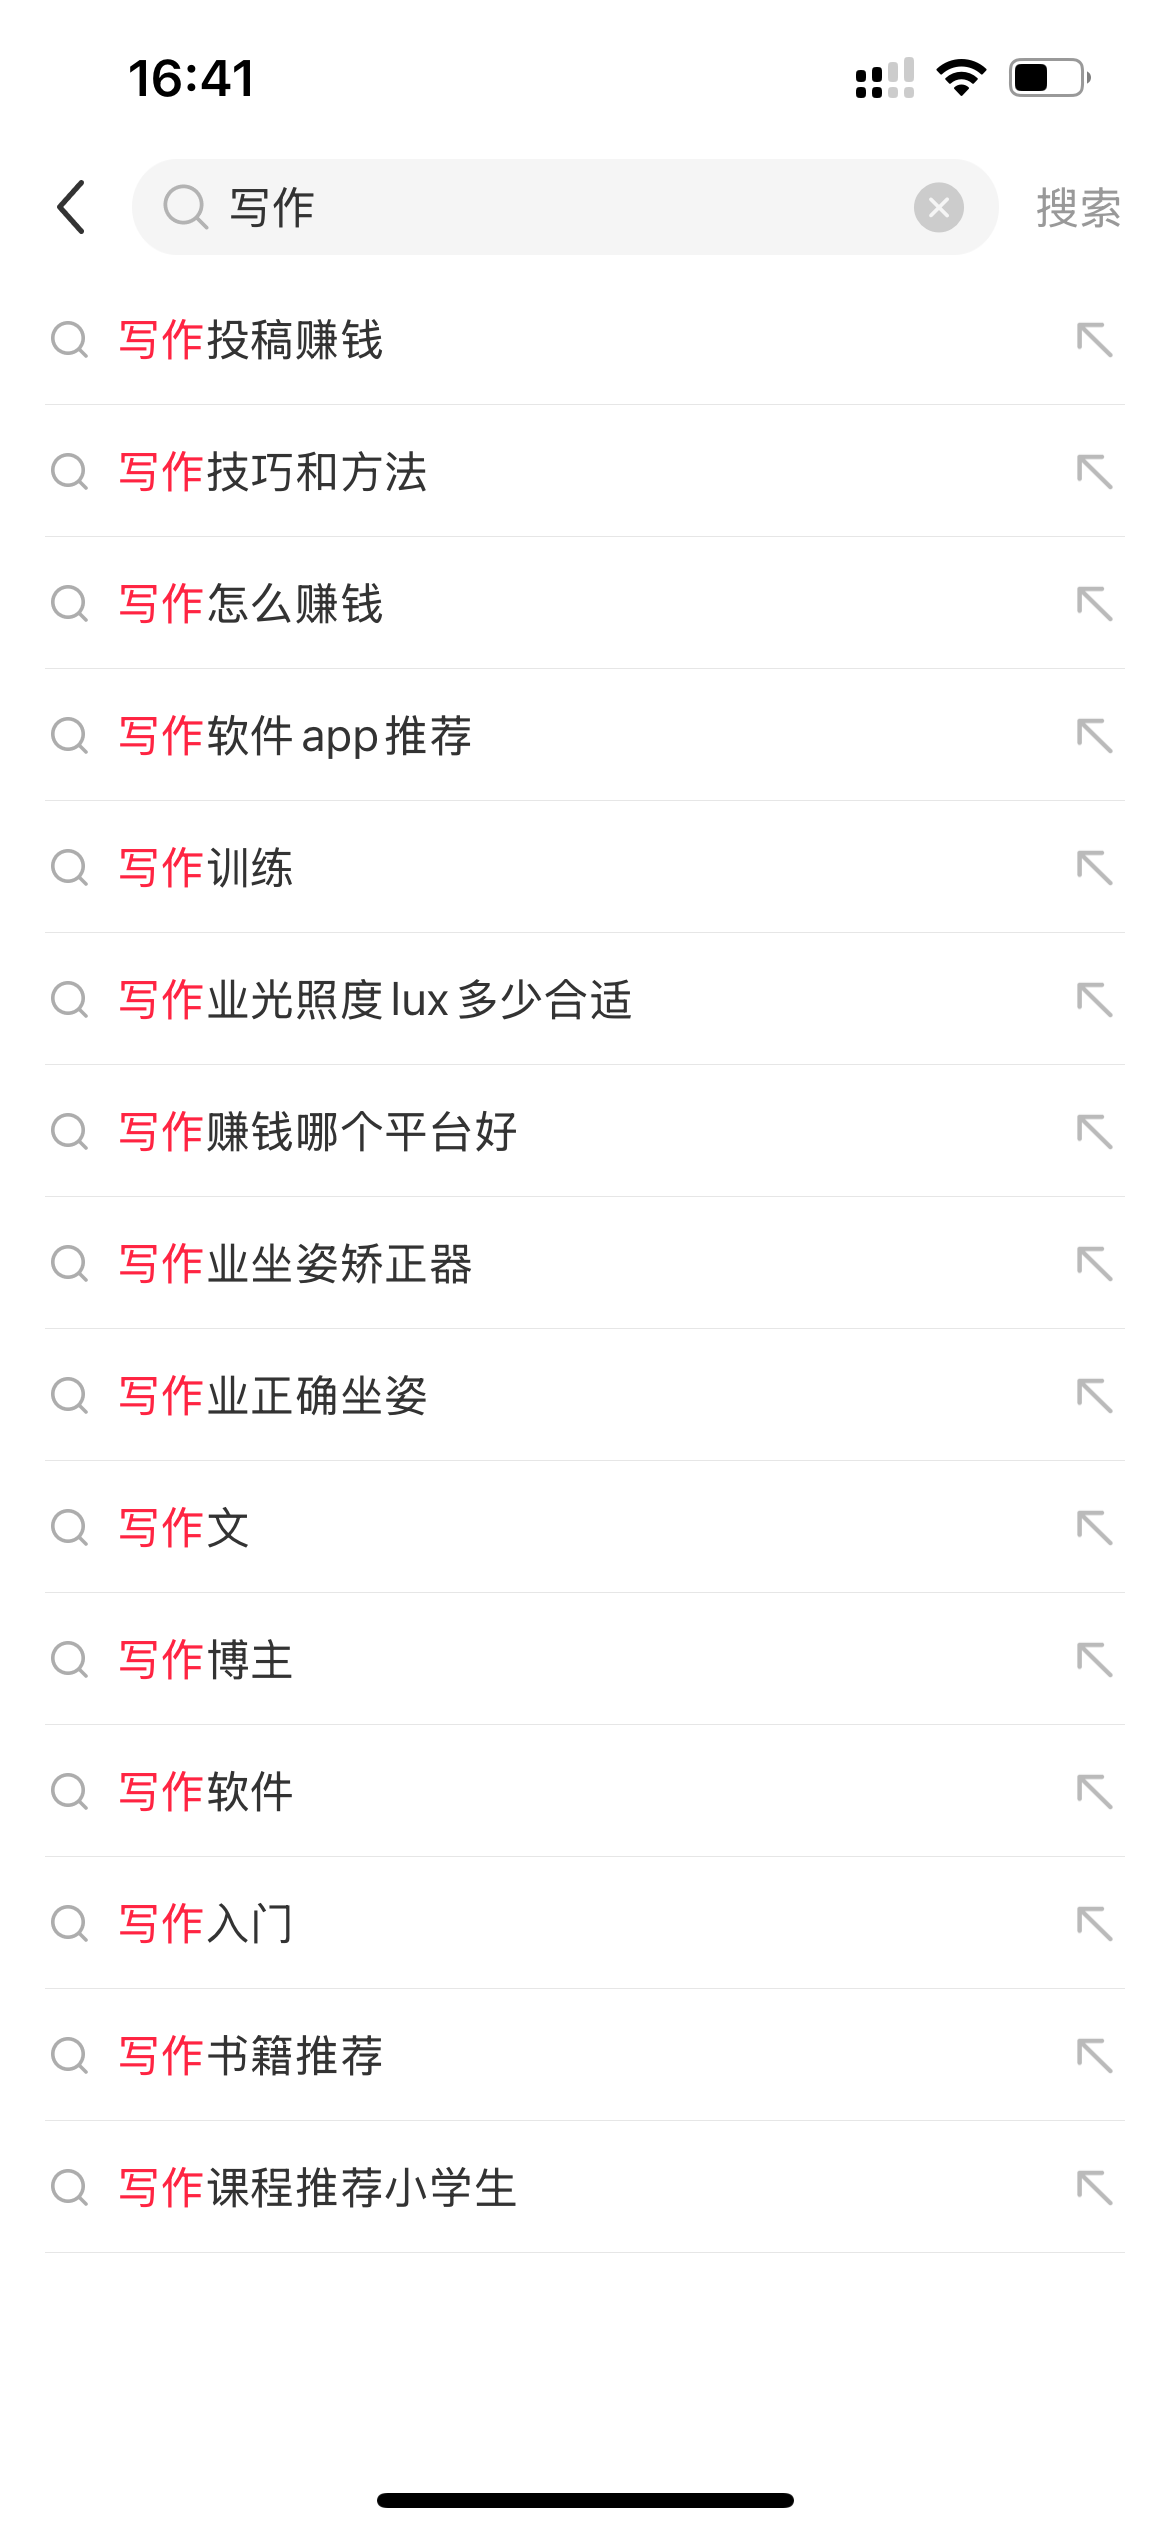 16:41
写作
搜索
写作投稿赚钱
写作技巧和方法
写作怎么赚钱
写作软件app推荐
写作训练
写作业光照度lux多少合适
写作赚钱哪个平台好
写作业坐姿矫正器
写作业正确坐姿
写作文
写作博主
写作软件
写作入门
写作书籍推荐
写作课程推荐小学生